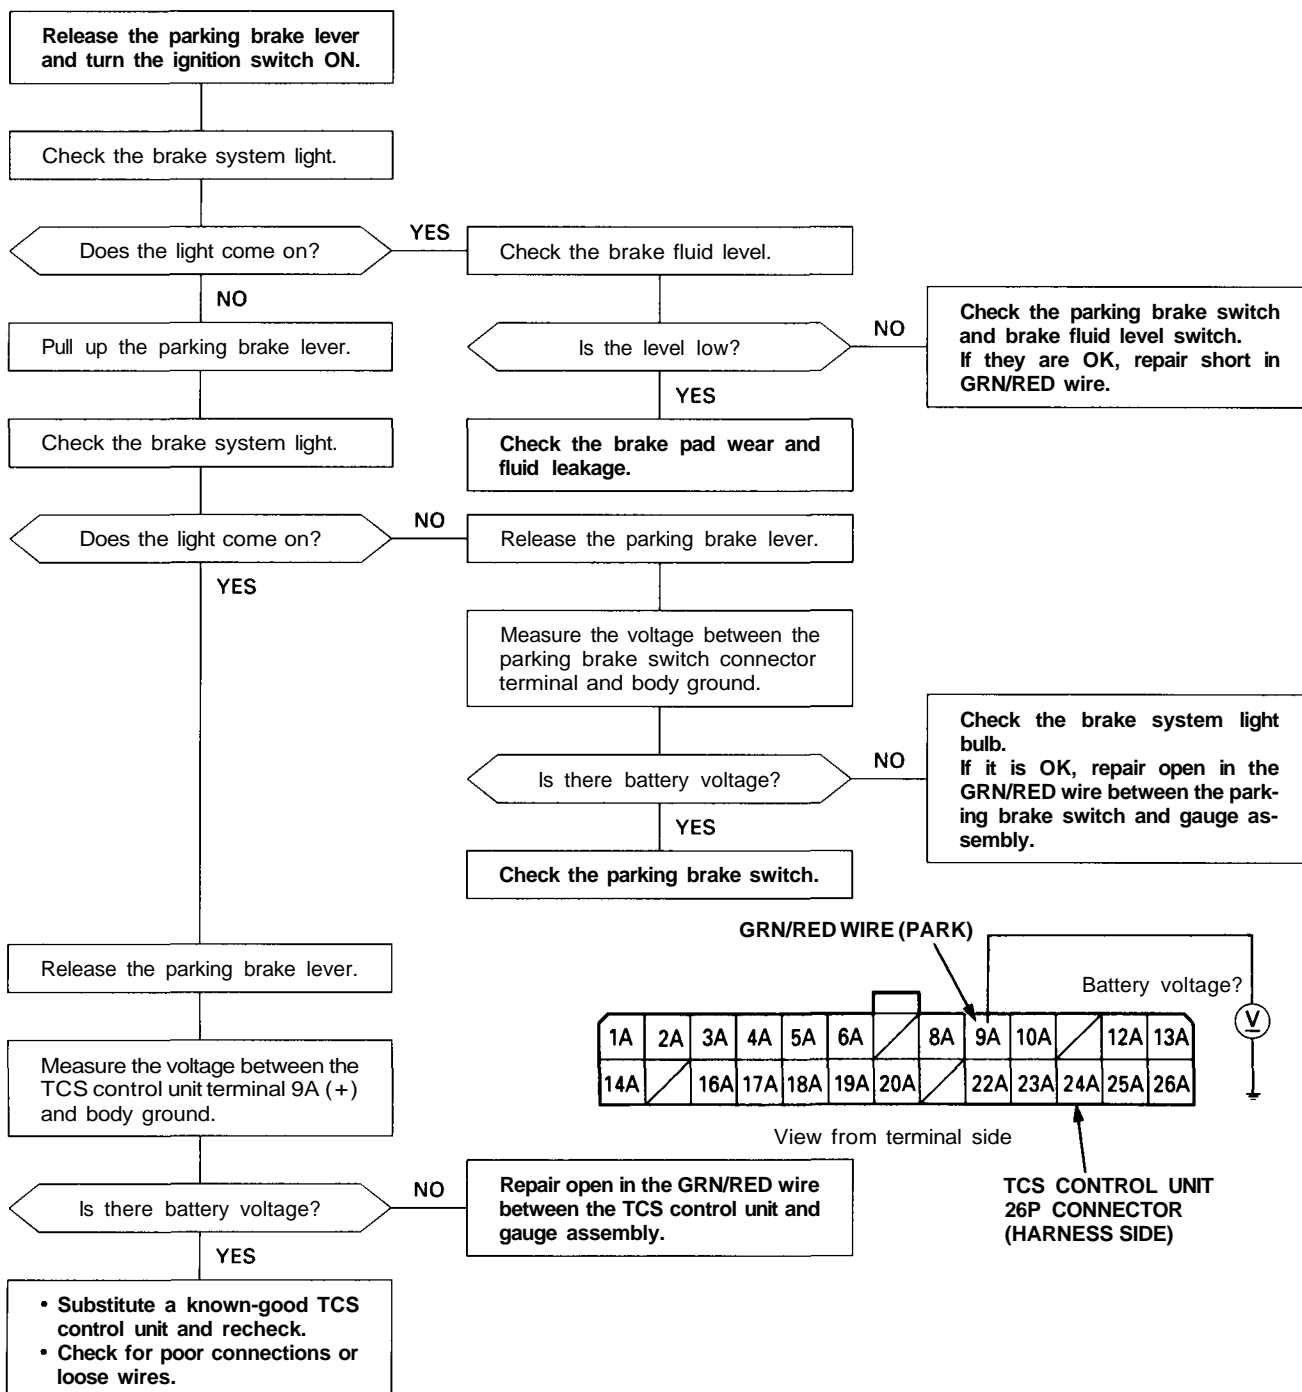 Release the parking brake lever
and turn the ignition switch ON.
Check the brake system light.
Does the light come on?
YES
Check the brake fluid level.
NO
Pull up the parking brake lever.
Is the level low?
NO
Check the parking brake switch
and brake fluid level switch.
If they are OK, repair short in
GRN/RED wire.
YES
Check the brake system light.
Check the brake pad wear and
fluid leakage.
Does the light come on?
NO
Release the parking brake lever.
YES
Measure the voltage between the
parking brake switch connector
terminal and body ground.
Is there battery voltage?
NO
Check the brake system light
bulb.
If it is OK, repair open in the
GRN/RED wire between the park-
ing brake switch and gauge as-
sembly.
YES
Check the parking brake switch.
GRN/RED WIRE (PARK)
Battery voltage?
V
1A 2A 3A 4A 5A 6A 8A 9A 10A 12A 13A
14A 16A 17A 18A 19A 20A 22A 23A 24A 25A 26A
View from terminal side
TCS CONTROL UNIT
26P CONNECTOR
(HARNESS SIDE)
Release the parking brake lever.
Measure the voltage between the
TCS control unit terminal 9A (+)
and body ground.
Is there battery voltage?
NO
Repair open in the GRN/RED wire
between the TCS control unit and
gauge assembly.
YES
• Substitute a known-good TCS
control unit and recheck.
• Check for poor connections or
loose wires.